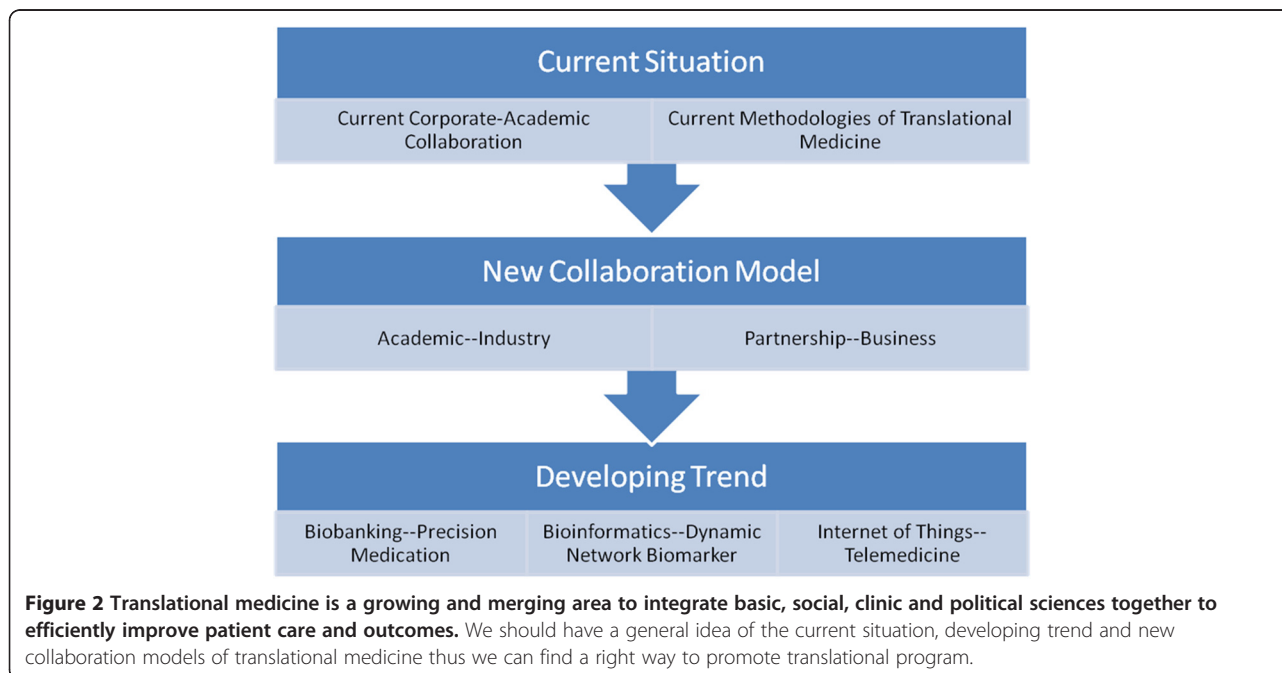 Current Situation
Current Corporate-Academic Collaboration
Current Methodologies of Translational Medicine
New Collaboration Model
Academic--Industry
Partnership--Business
Developing Trend
Biobanking--Precision Medication
Bioinformatics--Dynamic Network Biomarker
Internet of Things--Telemedicine
Figure 2 Translational medicine is a growing and merging area to integrate basic, social, clinic and political sciences together to
efficiently improve patient care and outcomes. We should have a general idea of the current situation, developing trend and new
collaboration models of translational medicine thus we can find a right way to promote translational program.